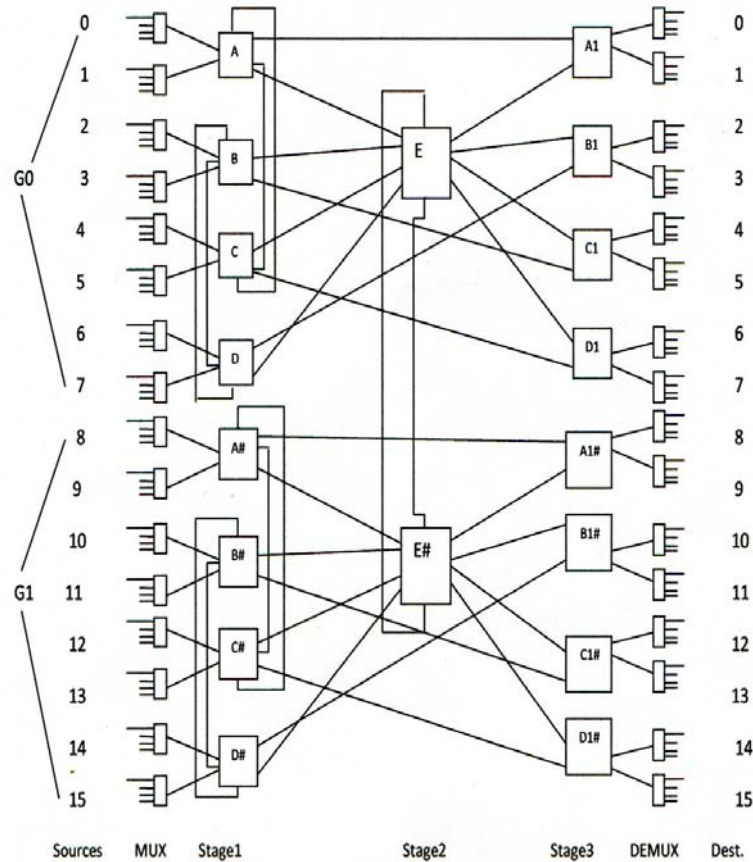 0 0
A A1
1 1
2 E 2
B B1
G0 3 3
4 4
C C1
5 5
6 6
D D1
7 7
8 8
A# A1#
9 9
10 E# B1# 10
B#
G1 11 11
12 12
C# C1#
13 13
14 D1# 14
D#
15 15
Sources MUX Stage1 Stage2 Stage3 DEMUX Dest.